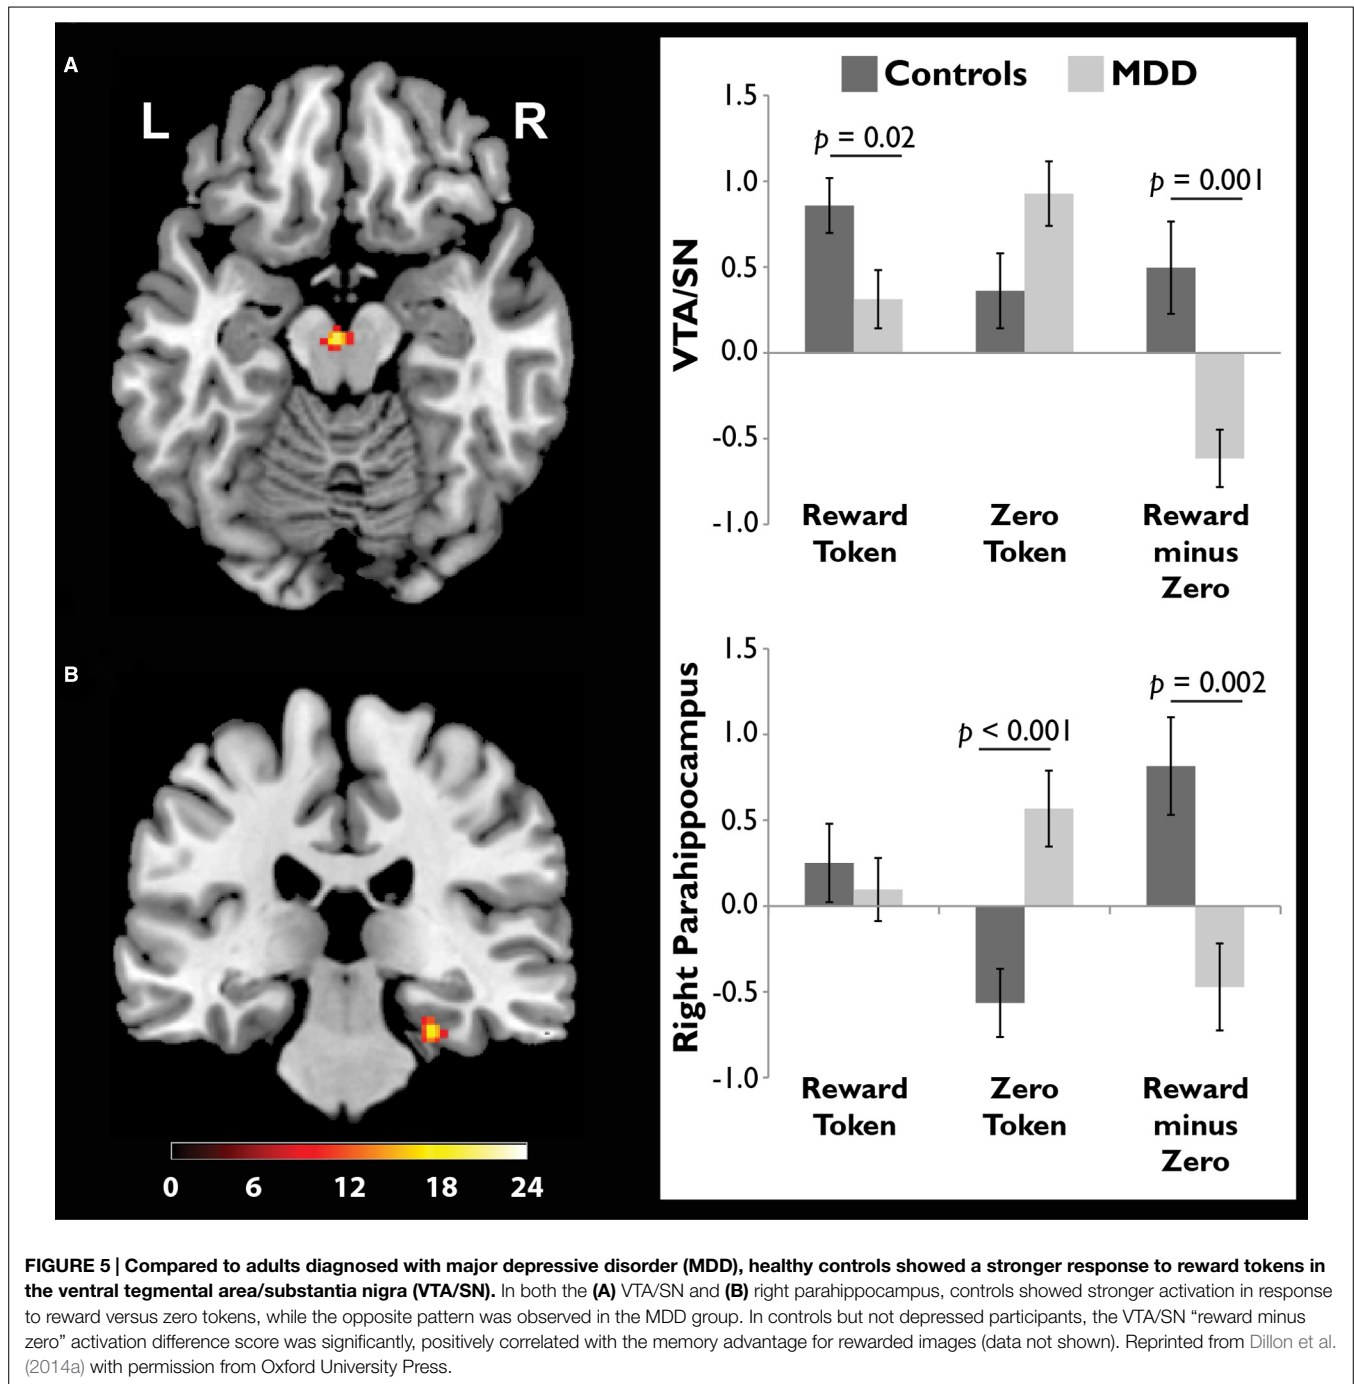 A
L
R
Controls
MDD
1.5
1.0
0.5
0.0
-0.5
-1.0
VTA/SN
p = 0.02
p = 0.001
Reward
Token
Zero
Token
Reward
minus
Zero
B
1.5
1.0
0.5
0.0
-0.5
-1.0
Right Parahippocampus
p < 0.001
p = 0.002
Reward
Token
Zero
Token
Reward
minus
Zero
0 6 12 18 24
FIGURE 5 | Compared to adults diagnosed with major depressive disorder (MDD), healthy controls showed a stronger response to reward tokens in
the ventral tegmental area/substantia nigra (VTA/SN). In both the (A) VTA/SN and (B) right parahippocampus, controls showed stronger activation in response
to reward versus zero tokens, while the opposite pattern was observed in the MDD group. In controls but not depressed participants, the VTA/SN “reward minus
zero” activation difference score was significantly, positively correlated with the memory advantage for rewarded images (data not shown). Reprinted from Dillon et al.
(2014a) with permission from Oxford University Press.